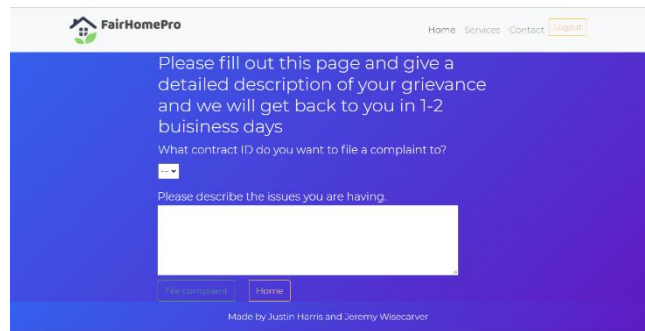 FairHomePro
Home Services Contact Logout
Please fill out this page and give a
detailed description of your grievance
and we will get back to you in 1-2
buisiness days
What contract ID do you want to file a complaint to?
--
Please describe the issues you are having.
File complaint Home
Made by Justin Harris and Jeremy Wisecarver